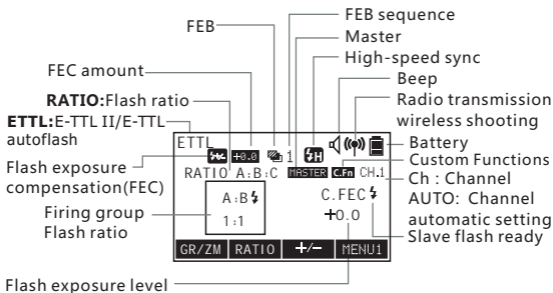 FEB sequence
FEB
Master
High-speed sync
FEC amount
Beep
RATIO:Flash ratio
Radio transmission
wireless shooting
ETTL:E-TTL II/E-TTL
autoflash
Battery
Custom Functions
Flash exposure
compensation(FEC)
Ch : Channel
AUTO: Channel
automatic setting
Firing group
Flash ratio
Slave flash ready
Flash exposure level
ETTL
+0.0 1 H
RATIO A:B:C MASTER C.Fn CH.1
A:B C.FEC
1:1 +0.0
GR/ZM RATIO +/- MENU1